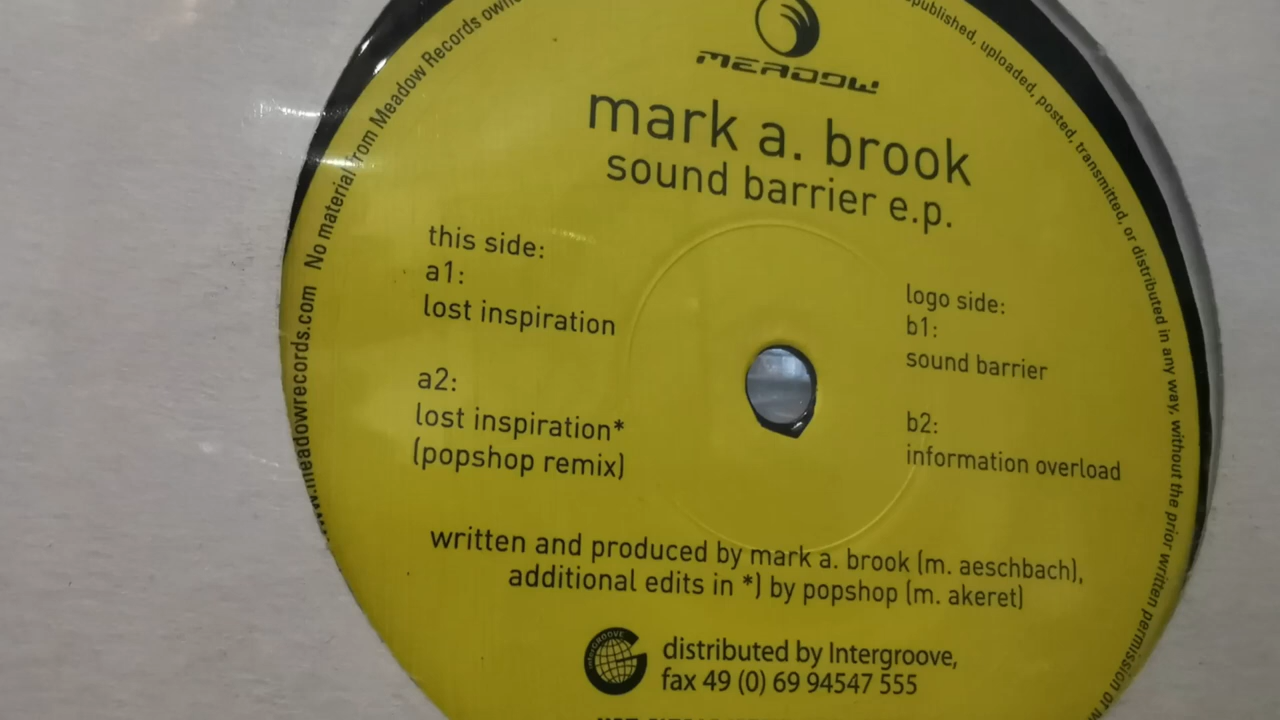 MEADOW
mark a. brook
sound barrier e.p.
this side:
a1:
lost inspiration
a2:
lost inspiration*
(popshop remix)
logo side:
b1:
sound barrier
b2:
information overload
written and produced by mark a. brook (m. aeschbach),
additional edits in *) by popshop (m. akeret)
InterGROOVE
distributed by Intergroove,
fax 49 (0) 69 94547 555
www.meadowrecords.com No material from Meadow Records
uploaded, posted, transmitted, or distributed in any way, without the prior written permission of